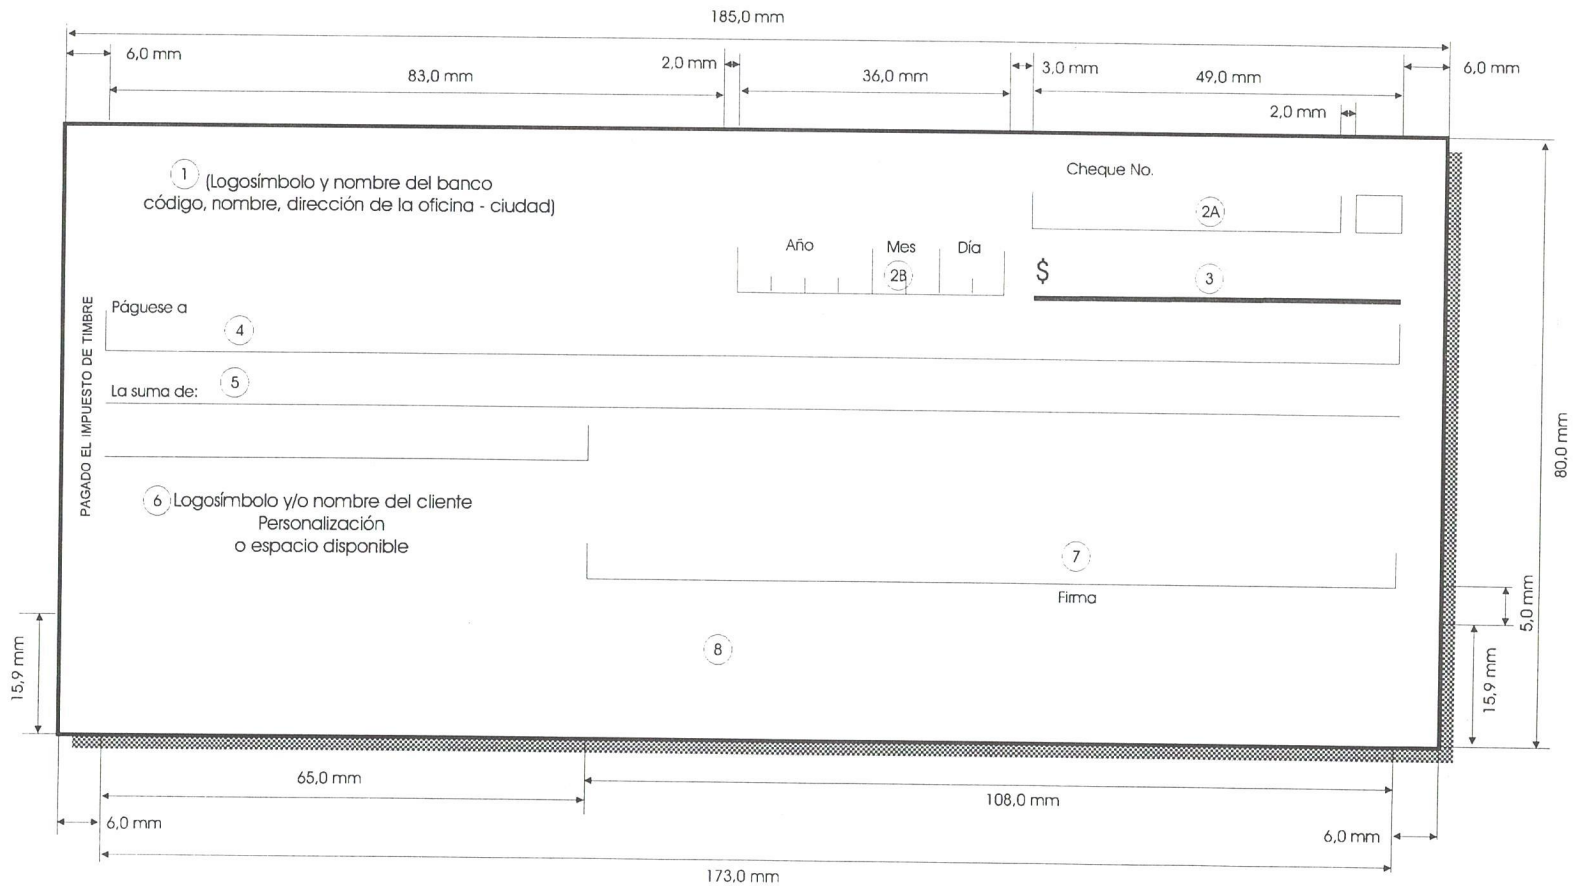 185,0 mm
6,0 mm
83,0 mm
2,0 mm
36,0 mm
3,0 mm
49,0 mm
6,0 mm
2,0 mm
1 (Logosímbolo y nombre del banco
código, nombre, dirección de la oficina - ciudad)
Cheque No.
2A
Año Mes Día
2B
$ 3
PAGADO EL IMPUESTO DE TIMBRE
Páguese a
4
La suma de: 5
6 Logosímbolo y/o nombre del cliente
Personalización
o espacio disponible
7
Firma
8
80,0 mm
5,0 mm
15,9 mm
15,9 mm
65,0 mm
108,0 mm
6,0 mm
6,0 mm
173,0 mm